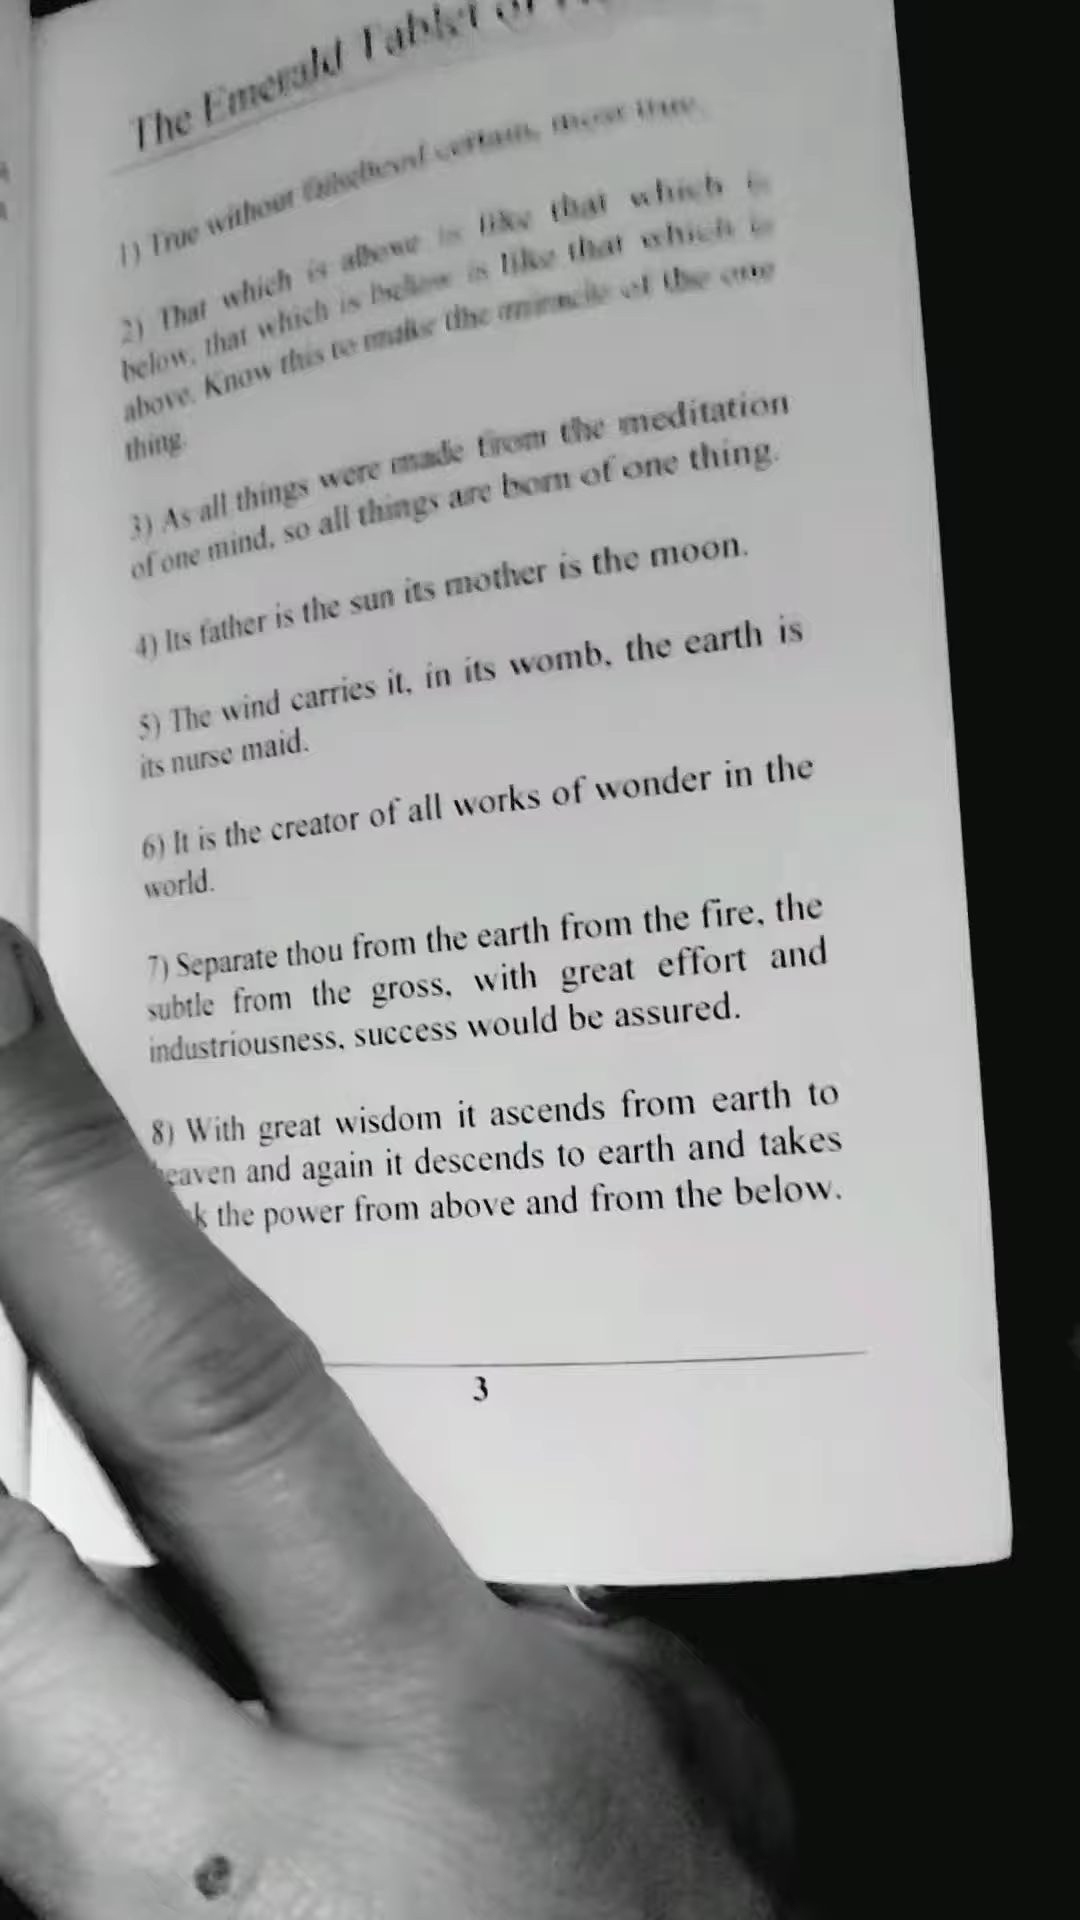 The Emerald Tablet of
1) True without falsehood certain, most true.
2) That which is above is like that which is
below, that which is bellow is like that which is
above. Know this to make the miracle of the one
thing.
3) As all things were made from the meditation
of one mind, so all things are born of one thing.
4) Its father is the sun its mother is the moon.
5) The wind carries it, in its womb, the earth is
its nurse maid.
6) It is the creator of all works of wonder in the
world.
7) Separate thou from the earth from the fire, the
subtle from the gross, with great effort and
industriousness, success would be assured.
8) With great wisdom it ascends from earth to
eaven and again it descends to earth and takes
k the power from above and from the below.
3